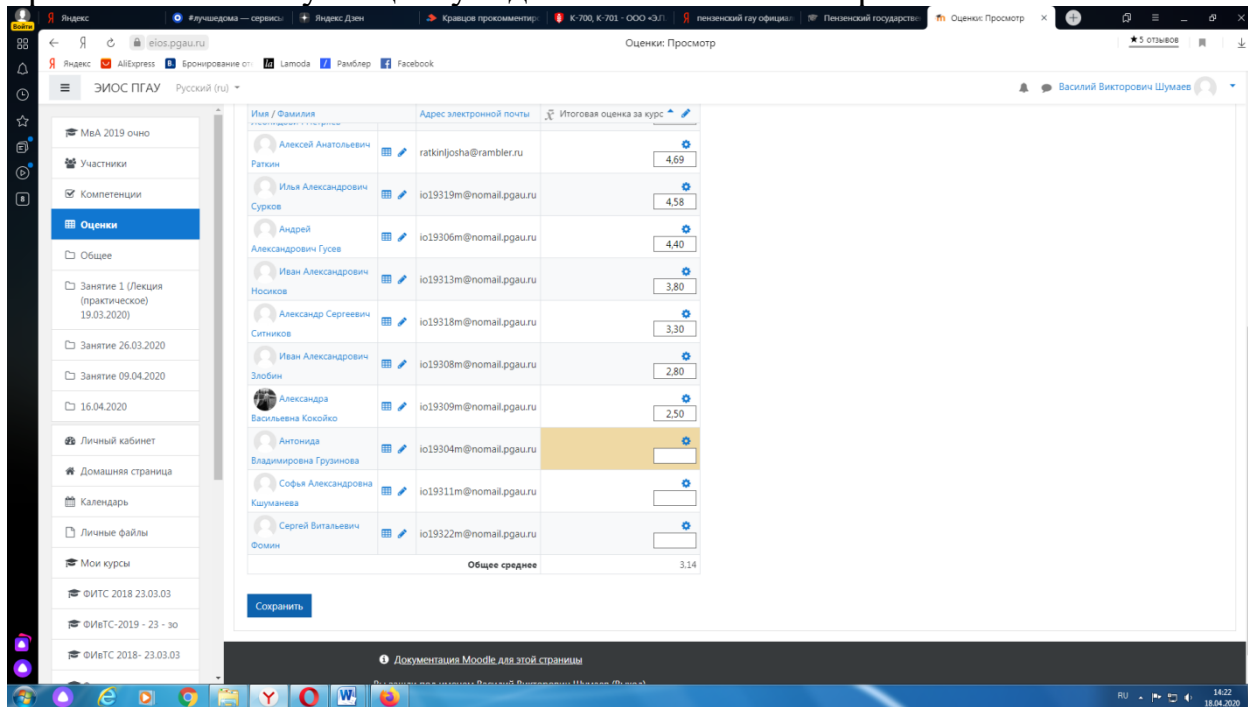 Войти
Яндекс
#лучшедома — сервисы
Яндекс Дзен
Кравцов прокомментир
К-700, К-701 - ООО «ЭЛ
пензенский гау официал
Пензенский государстве
Оценки: Просмотр
eios.pgau.ru
Оценки: Просмотр
★ 5 отзывов
Яндекс
AliExpress
Бронирование от
Lamoda
Рамблер
Facebook
ЭИОС ПГАУ Русский (ru)
Василий Викторович Шумаев
МвА 2019 очно
Участники
Компетенции
Оценки
Общее
Занятие 1 (Лекция
(практическое)
19.03.2020)
Занятие 26.03.2020
Занятие 09.04.2020
16.04.2020
Личный кабинет
Домашняя страница
Календарь
Личные файлы
Мои курсы
ФИТС 2018 23.03.03
ФИвТС-2019 - 23 - зо
ФИвТС 2018- 23.03.03
Имя / Фамилия Адрес электронной почты Итоговая оценка за курс
Алексей Анатольевич
Раткин ratkinljosha@rambler.ru 4,69
Илья Александрович
Сурков io19319m@nomail.pgau.ru 4,58
Андрей
Александрович Гусев io19306m@nomail.pgau.ru 4,40
Иван Александрович
Носиков io19313m@nomail.pgau.ru 3,80
Александр Сергеевич
Ситников io19318m@nomail.pgau.ru 3,30
Иван Александрович
Злобин io19308m@nomail.pgau.ru 2,80
Александра
Васильевна Кокойко io19309m@nomail.pgau.ru 2,50
Антонида
Владимировна Грузинова io19304m@nomail.pgau.ru
Софья Александровна
Кшуманева io19311m@nomail.pgau.ru
Сергей Витальевич
Фомин io19322m@nomail.pgau.ru
Общее среднее 3,14
Сохранить
Документация Moodle для этой страницы
RU
14:22
18.04.2020